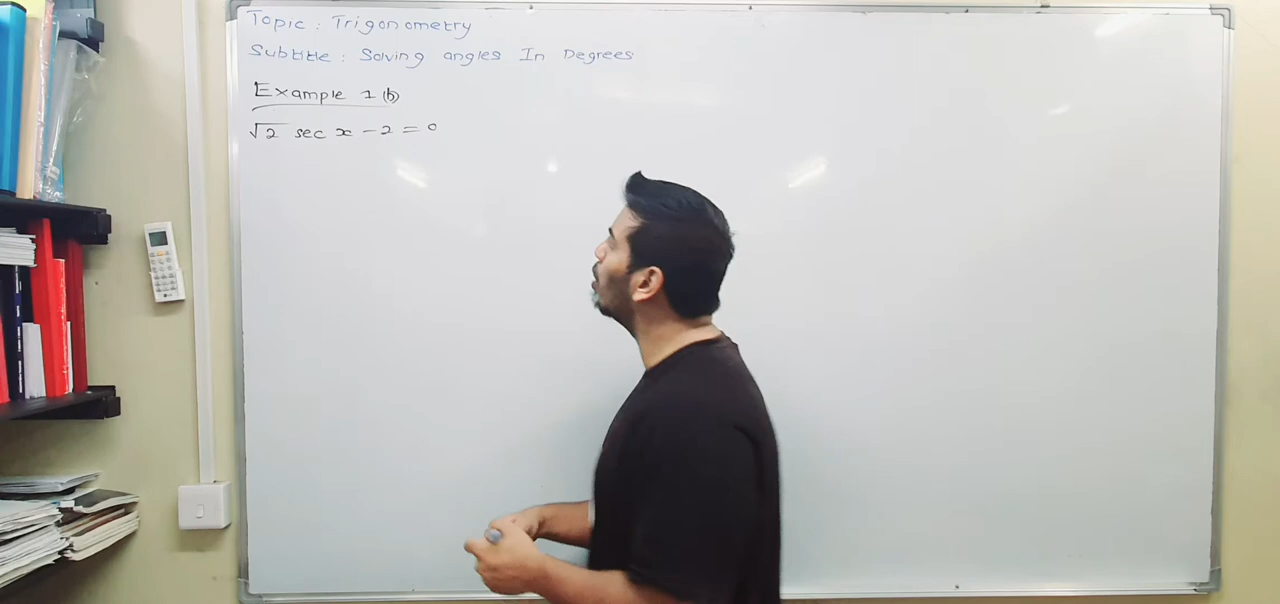 Topic : Trigonometry
Subtitle : Solving angles In Degrees
Example 1 (b)
√2 sec x - 2 = 0